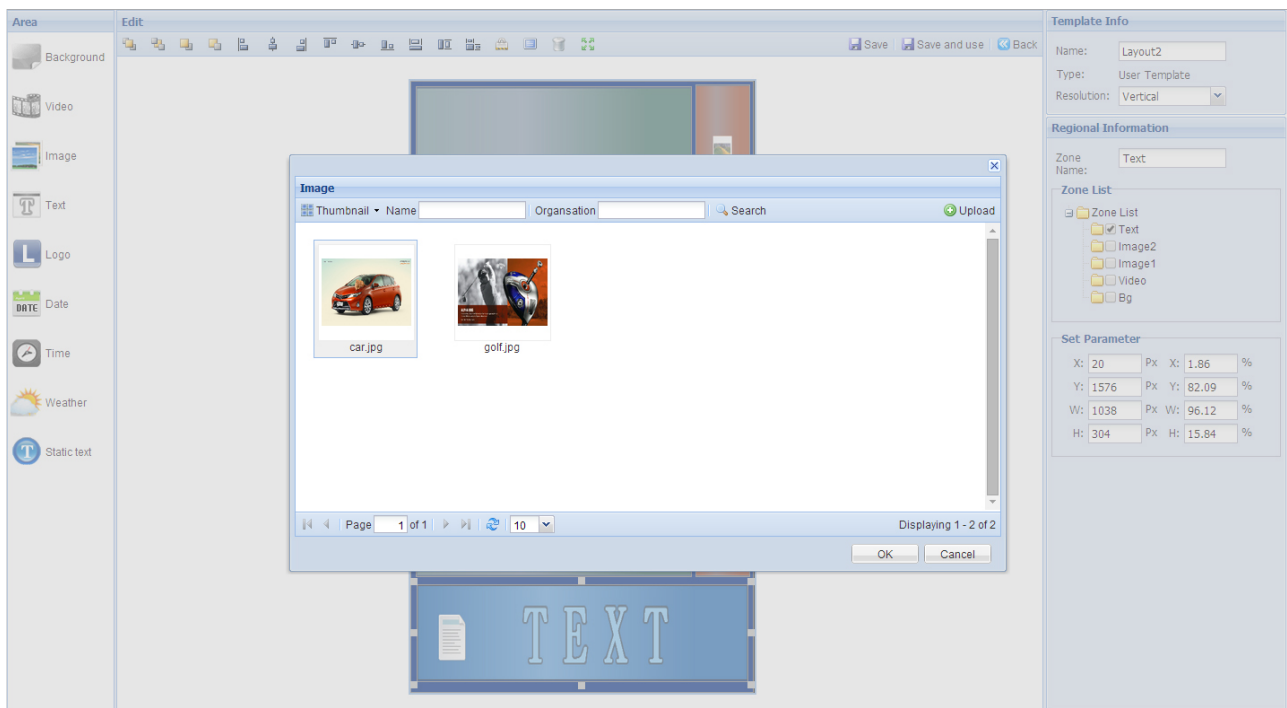 Area
Edit
Template Info
Save
Save and use
Back
Background
Video
Image
Text
Logo
DATE
Date
Time
Weather
Static text
Name: Layout2
Type: User Template
Resolution: Vertical
Regional Information
Zone Name: Text
Zone List
Zone List
Text
Image2
Image1
Video
Bg
Set Parameter
X: 20 Px X: 1.86 %
Y: 1576 Px Y: 82.09 %
W: 1038 Px W: 96.12 %
H: 304 Px H: 15.84 %
Image
Thumbnail Name Organsation Search Upload
car.jpg
golf.jpg
Page 1 of 1 10 Displaying 1 - 2 of 2
OK Cancel
TEXT